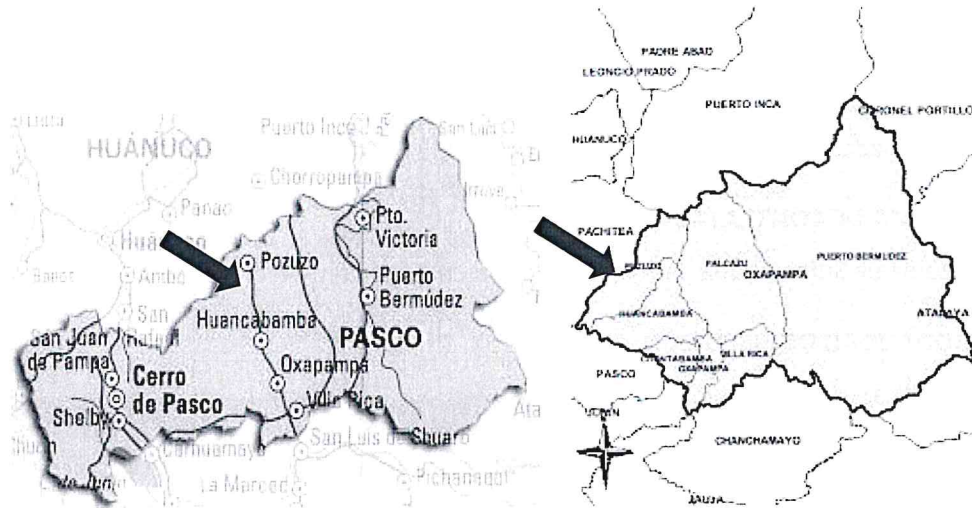 HUÁNUCO
Puerto Inca
San Luis
Chorropampa
Panao
Huánuco
Ambo
San
Rafael
San Juan
de Pampa
Shelby
Cerro
de Pasco
Pozuzo
Huancabamba
Oxapampa
Villa Rica
Pto.
Victoria
Puerto
Bermúdez
PASCO
Carhuamayo
San Luis de Shuaro
La Merced
Pichanaqui
PADRE ABAD
LEONCIO PRADO
PUERTO INCA
CORONEL PORTILLO
HUANUCO
PACHITEA
POZUZO
PALCAZU
OXAPAMPA
PUERTO BERMUDEZ
HUANCABAMBA
ATALAYA
VILLA RICA
OXAPAMPA
PASCO
JUNIN
CHANCHAMAYO
JAUJA